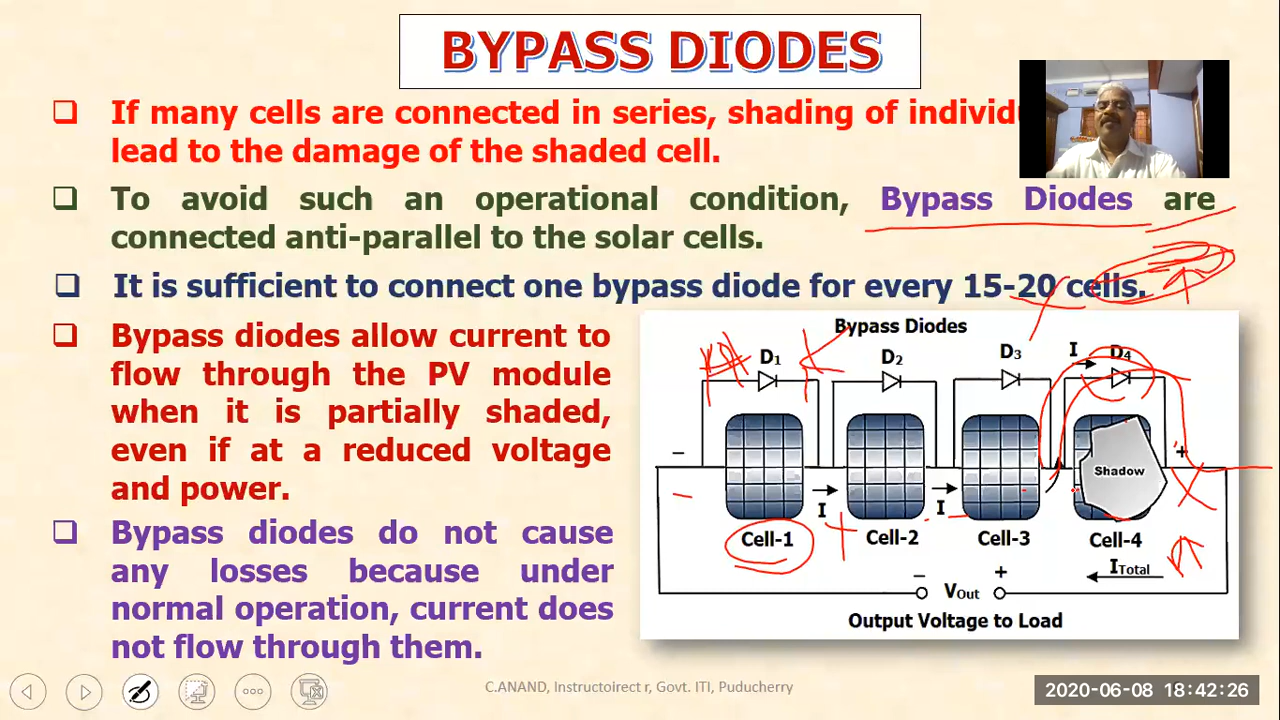 BYPASS DIODES
If many cells are connected in series, shading of
lead to the damage of the shaded cell.
To avoid such an operational condition, Bypass Diodes are
connected anti-parallel to the solar cells.
It is sufficient to connect one bypass diode for every 15-20 cells.
Bypass diodes allow current to
flow through the PV module
when it is partially shaded,
even if at a reduced voltage
and power.
Bypass diodes do not cause
any losses because under
normal operation, current does
not flow through them.
Bypass Diodes
D1 D2 D3 I D4
Shadow
− +
I I
Cell-1 Cell-2 Cell-3 Cell-4
− VOut + ITotal
Output Voltage to Load
C.ANAND, Instructoirect r, Govt. ITI, Puducherry
2020-06-08 18:42:26